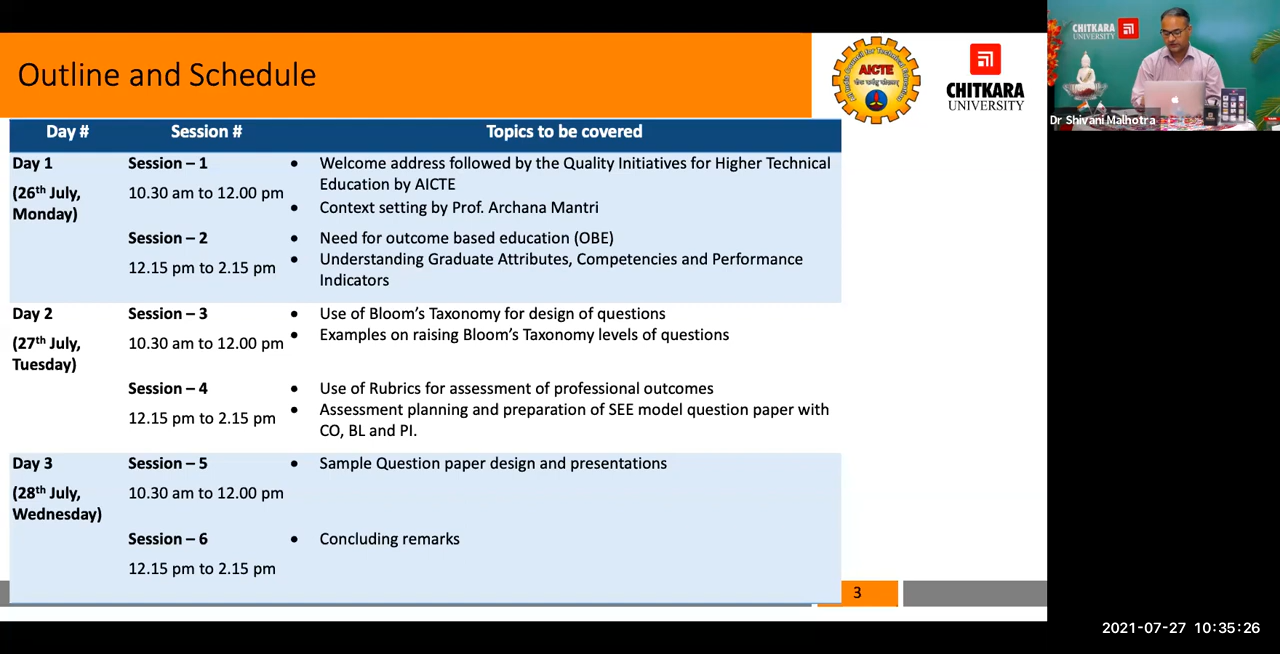 Outline and Schedule
AICTE
CHITKARA
UNIVERSITY
CHITKARA
UNIVERSITY
Dr Shivani Malhotra
Day # Session # Topics to be covered
Day 1 Session – 1 • Welcome address followed by the Quality Initiatives for Higher Technical
Education by AICTE
(26th July, 10.30 am to 12.00 pm
Monday) • Context setting by Prof. Archana Mantri
Session – 2 • Need for outcome based education (OBE)
12.15 pm to 2.15 pm • Understanding Graduate Attributes, Competencies and Performance
Indicators
Day 2 Session – 3 • Use of Bloom’s Taxonomy for design of questions
(27th July, 10.30 am to 12.00 pm • Examples on raising Bloom’s Taxonomy levels of questions
Tuesday)
Session – 4 • Use of Rubrics for assessment of professional outcomes
12.15 pm to 2.15 pm • Assessment planning and preparation of SEE model question paper with
CO, BL and PI.
Day 3 Session – 5 • Sample Question paper design and presentations
(28th July, 10.30 am to 12.00 pm
Wednesday)
Session – 6 • Concluding remarks
12.15 pm to 2.15 pm
3
2021-07-27 10:35:26